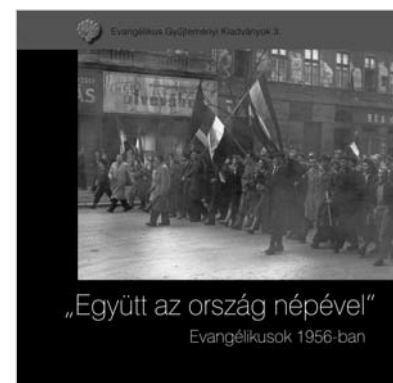 Evangélikus Gyűjteményi Kiadványok 3.
„Együtt az ország népével”
Evangélikusok 1956-ban